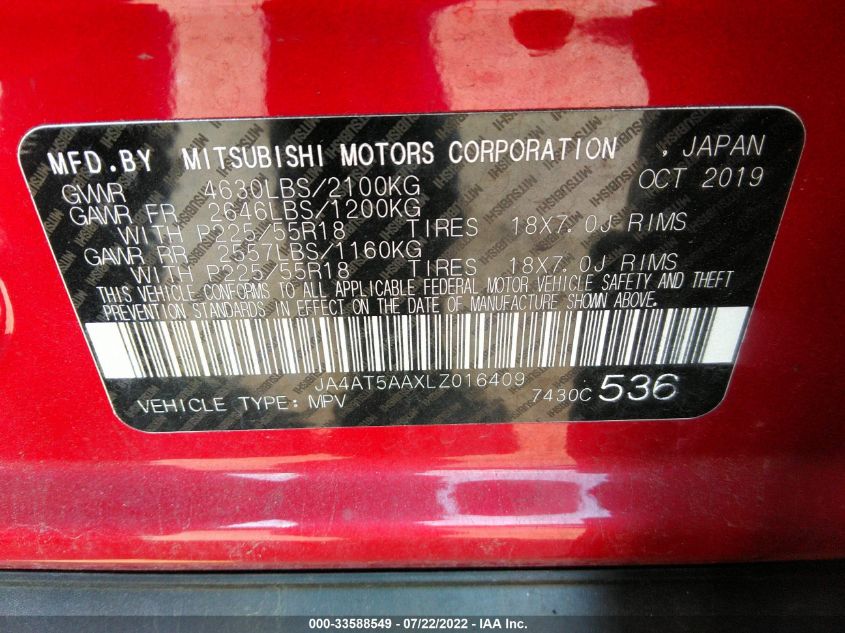 MFD.BY MITSUBISHI MOTORS CORPORATION , JAPAN
GVWR 4630LBS/2100KG OCT 2019
GAWR FR 2646LBS/1200KG
WITH P225/55R18 TIRES 18X7.0J RIMS
GAWR RR 2557LBS/1160KG
WITH P225/55R18 TIRES 18X7.0J RIMS
THIS VEHICLE CONFORMS TO ALL APPLICABLE FEDERAL MOTOR VEHICLE SAFETY AND THEFT
PREVENTION STANDARDS IN EFFECT ON THE DATE OF MANUFACTURE SHOWN ABOVE.
JA4AT5AAXLZ016409
VEHICLE TYPE: MPV 7430C 536
000-33588549 - 07/22/2022 - IAA Inc.